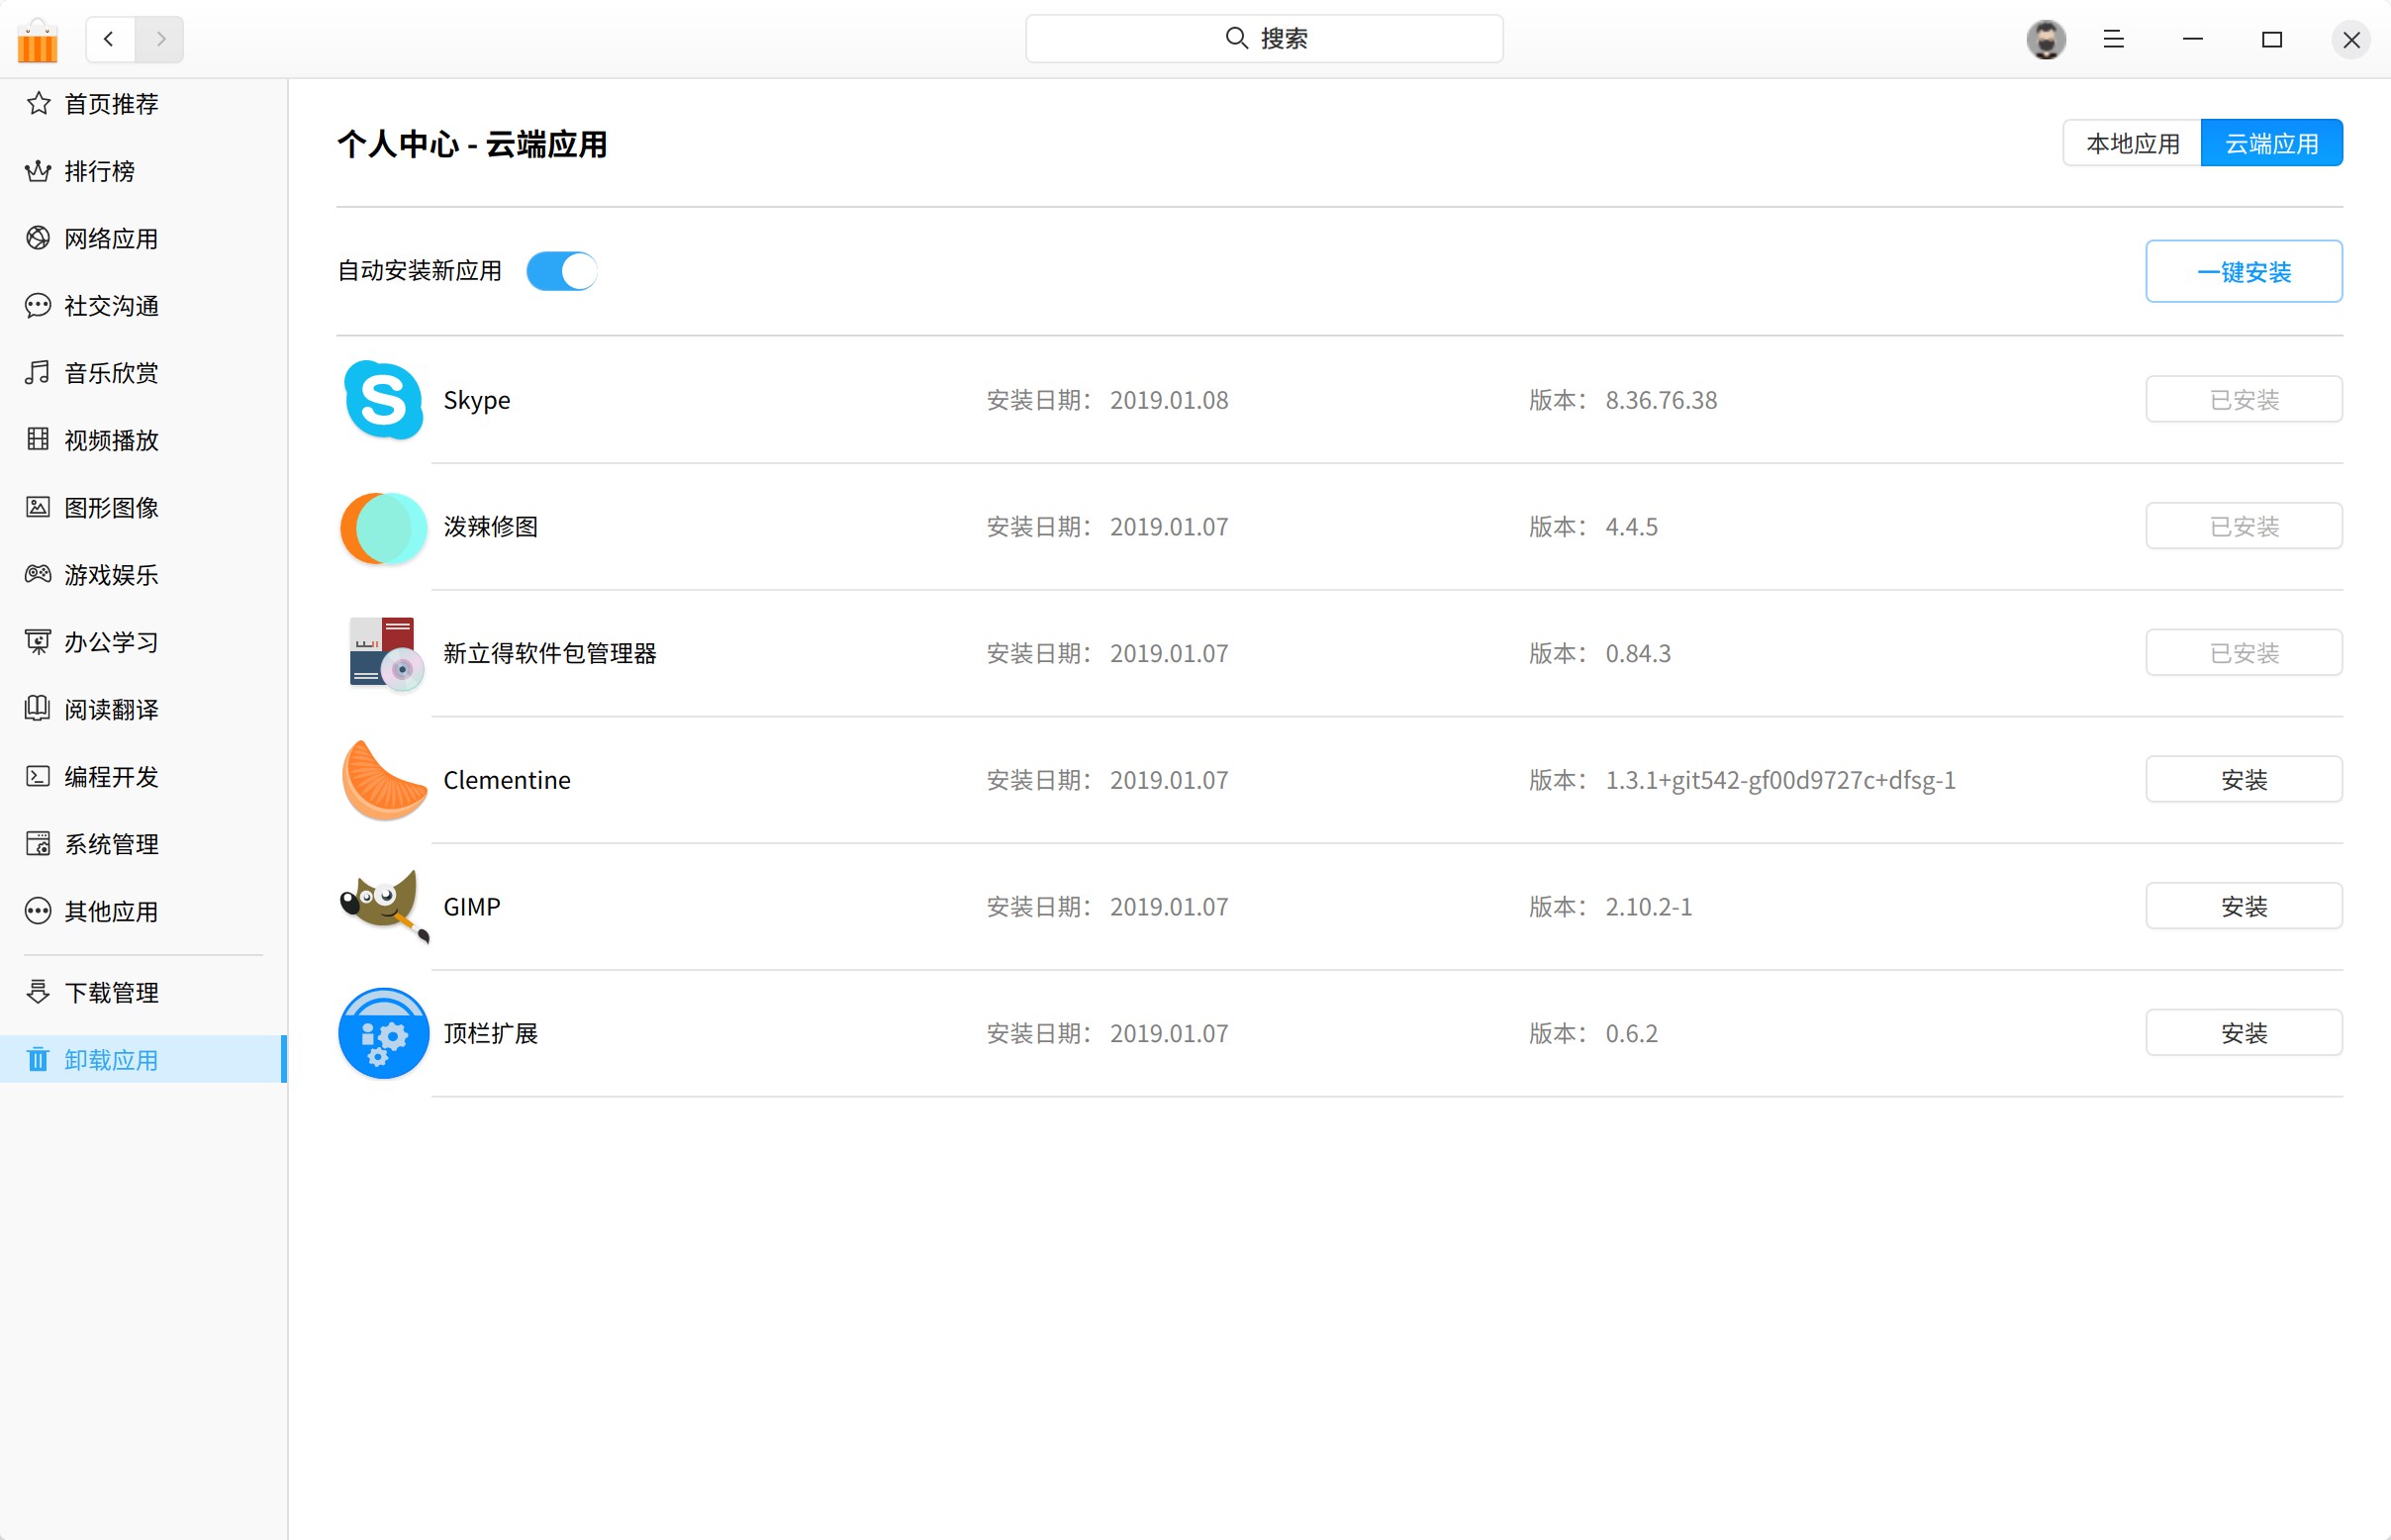 搜索
首页推荐
排行榜
网络应用
社交沟通
音乐欣赏
视频播放
图形图像
游戏娱乐
办公学习
阅读翻译
编程开发
系统管理
其他应用
下载管理
卸载应用
个人中心 - 云端应用
本地应用 云端应用
自动安装新应用 一键安装
Skype 安装日期： 2019.01.08 版本： 8.36.76.38 已安装
泼辣修图 安装日期： 2019.01.07 版本： 4.4.5 已安装
新立得软件包管理器 安装日期： 2019.01.07 版本： 0.84.3 已安装
Clementine 安装日期： 2019.01.07 版本： 1.3.1+git542-gf00d9727c+dfsg-1 安装
GIMP 安装日期： 2019.01.07 版本： 2.10.2-1 安装
顶栏扩展 安装日期： 2019.01.07 版本： 0.6.2 安装